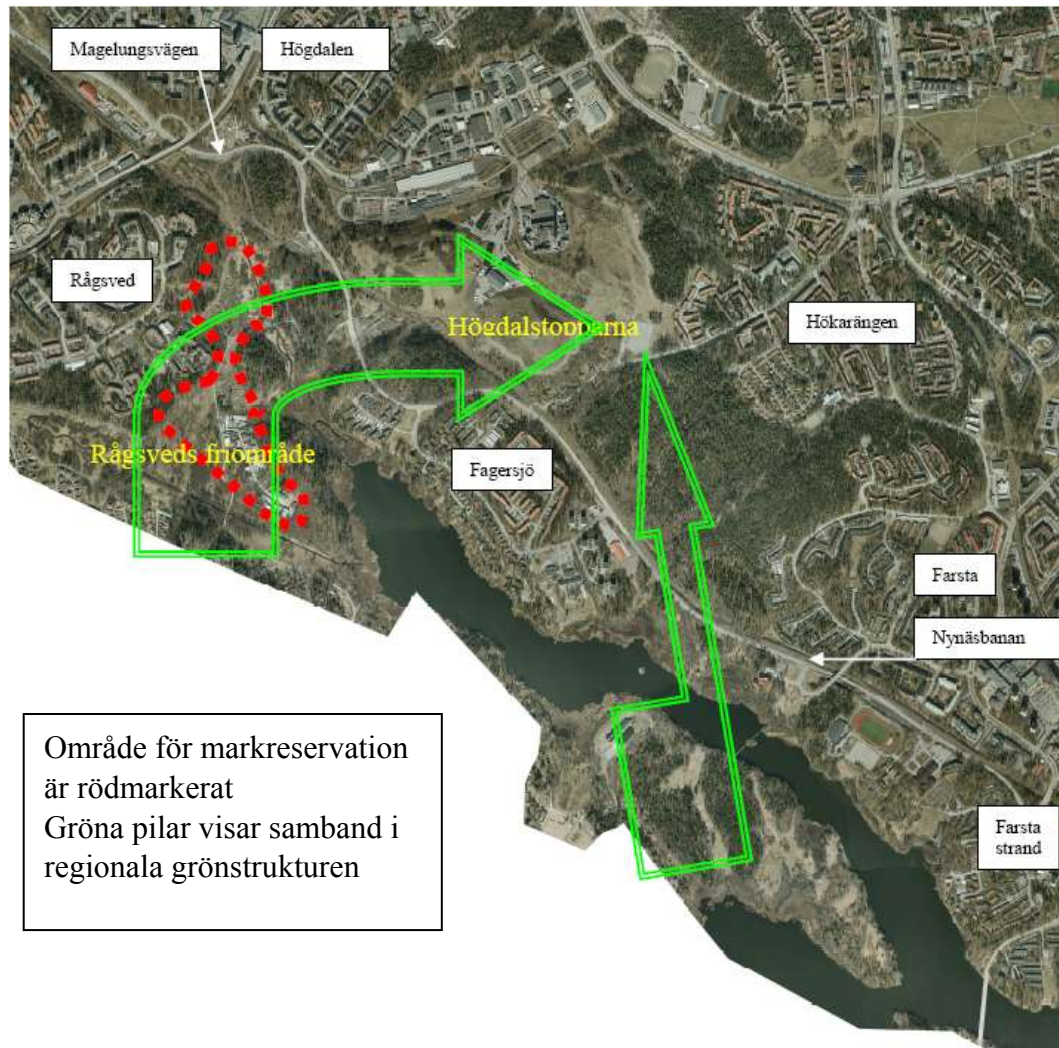 Magelungsvägen
Högdalen
Rågsved
Högdalstopparna
Hökarängen
Rågsveds friområde
Fagersjö
Farsta
Nynäsbanan
Område för markreservation
är rödmarkerat
Gröna pilar visar samband i
regionala grönstrukturen
Farsta
strand